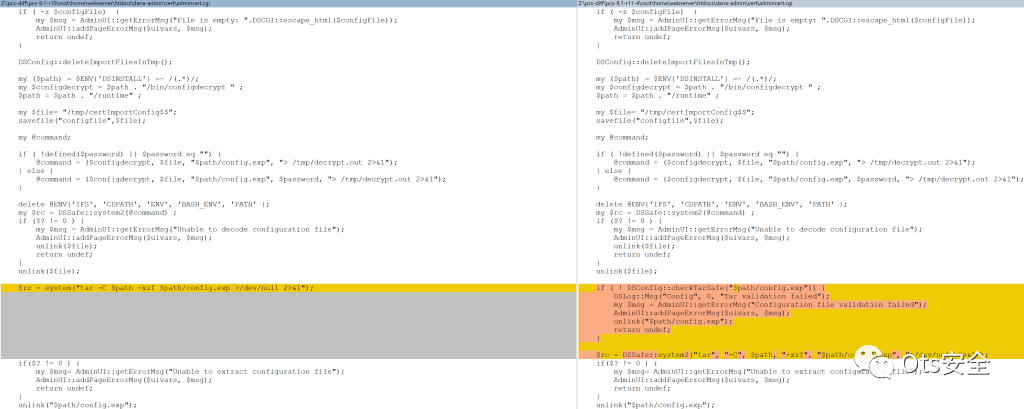 Z:\pcs-diff\pcs-9.1-r10\root\home\webserver\htdocs\dana-admin\cert\admincert.cgi
if ( -z $configFile)  {
my $msg = AdminUI::getErrorMsg("File is empty: ".DSCGI::escape_html($configFile));
AdminUI::addPageErrorMsg($uivars, $msg);
return undef;
}
DSConfig::deleteImportFilesInTmp();
my ($path) = $ENV{'DSINSTALL'} =~ /(.*)/;
my $configdecrypt = $path . "/bin/configdecrypt " ;
$path = $path . "/runtime" ;
my $file= "/tmp/certImportConfig$$";
savefile("configfile",$file);
my @command;
if ( !defined($password) || $password eq "") {
@command = ($configdecrypt, $file, "$path/config.exp", "> /tmp/decrypt.out 2>&1");
} else {
@command = ($configdecrypt, $file, "$path/config.exp", $password, "> /tmp/decrypt.out 2>&1");
}
delete @ENV{'IFS', 'CDPATH', 'ENV', 'BASH_ENV', 'PATH' };
my $rc = DSSafe::system2(@command) ;
if ($? != 0 ) {
my $msg = AdminUI::getErrorMsg("Unable to decode configuration file");
AdminUI::addPageErrorMsg($uivars, $msg);
unlink($file);
return undef;
}
unlink($file);
$rc = system("tar -C $path -xzf $path/config.exp >/dev/null 2>&1");
if($? != 0 ) {
my $msg= AdminUI::getErrorMsg("Unable to extract configuration file");
AdminUI::addPageErrorMsg($uivars, $msg);
return undef;
}
unlink("$path/config.exp");
Z:\pcs-diff\pcs-9.1-r11-4\root\home\webserver\htdocs\dana-admin\cert\admincert.cgi
if ( -z $configFile)  {
my $msg = AdminUI::getErrorMsg("File is empty: ".DSCGI::escape_html($configFile));
AdminUI::addPageErrorMsg($uivars, $msg);
return undef;
}
DSConfig::deleteImportFilesInTmp();
my ($path) = $ENV{'DSINSTALL'} =~ /(.*)/;
my $configdecrypt = $path . "/bin/configdecrypt " ;
$path = $path . "/runtime" ;
my $file= "/tmp/certImportConfig$$";
savefile("configfile",$file);
my @command;
if ( !defined($password) || $password eq "") {
@command = ($configdecrypt, $file, "$path/config.exp", "> /tmp/decrypt.out 2>&1");
} else {
@command = ($configdecrypt, $file, "$path/config.exp", $password, "> /tmp/decrypt.out 2>&1");
}
delete @ENV{'IFS', 'CDPATH', 'ENV', 'BASH_ENV', 'PATH' };
my $rc = DSSafe::system2(@command) ;
if ($? != 0 ) {
my $msg = AdminUI::getErrorMsg("Unable to decode configuration file");
AdminUI::addPageErrorMsg($uivars, $msg);
unlink($file);
return undef;
}
unlink($file);
if ( ! DSConfig::checkTarSafe("$path/config.exp")) {
DSLog::Msg("Config", 0, "Tar validation failed");
my $msg = AdminUI::getErrorMsg("Configuration file validation failed");
AdminUI::addPageErrorMsg($uivars, $msg);
unlink("$path/config.exp");
return undef;
}
$rc = DSSafe::system2("tar", "-C", $path, "-xzf", "$path/
if($? != 0 ) {
my $msg= AdminUI::getErrorMsg("Unable to extract configuration
AdminUI::addPageErrorMsg($uivars, $msg);
return undef;
}
unlink("$path/config.exp");
Ots安全